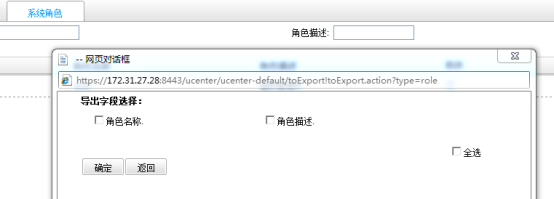 系统角色
角色描述:
-- 网页对话框
https://172.31.27.28:8443/ucenter/ucenter-default/toExport!toExport.action?type=role
导出字段选择：
角色名称.
角色描述.
全选
确定 返回